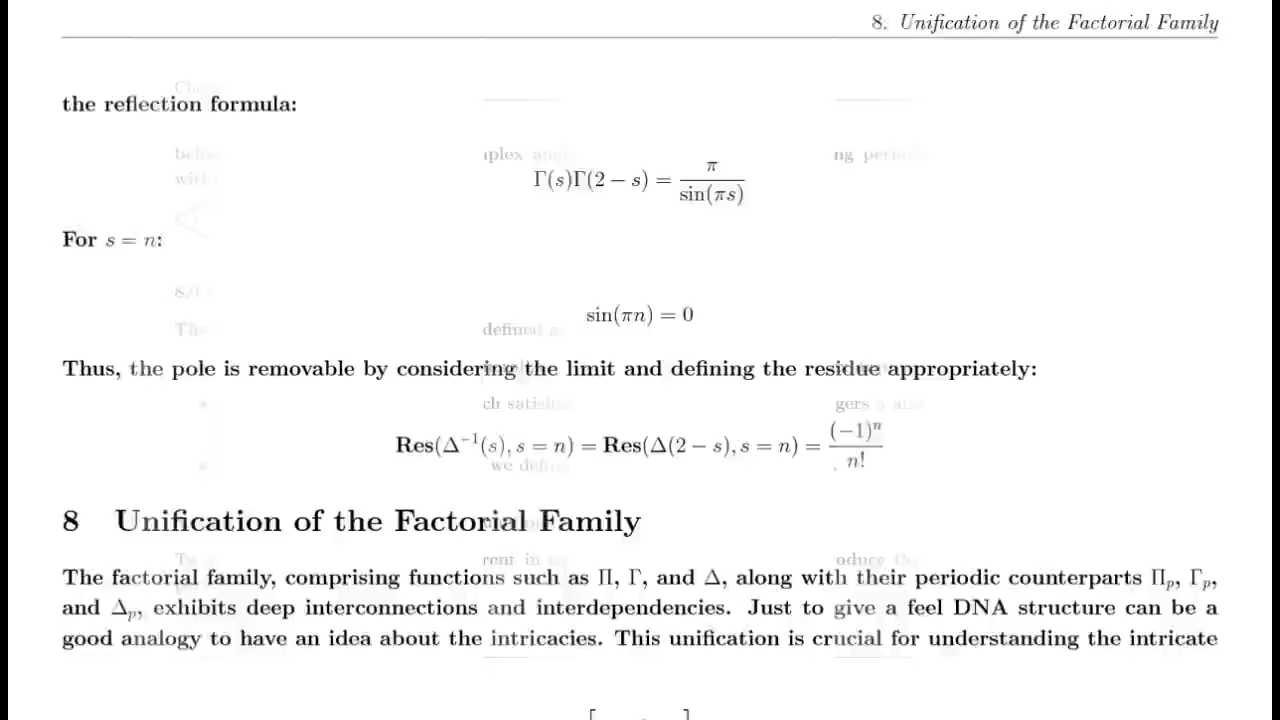 8. Unification of the Factorial Family
the reflection formula:
Γ(s)Γ(2 − s) = π / sin(πs)
For s = n:
sin(πn) = 0
Thus, the pole is removable by considering the limit and defining the residue appropriately:
Res(Δ⁻¹(s), s = n) = Res(Δ(2 − s), s = n) = (−1)ⁿ / n!
8 Unification of the Factorial Family
The factorial family, comprising functions such as Π, Γ, and Δ, along with their periodic counterparts Πₚ, Γₚ,
and Δₚ, exhibits deep interconnections and interdependencies. Just to give a feel DNA structure can be a
good analogy to have an idea about the intricacies. This unification is crucial for understanding the intricate